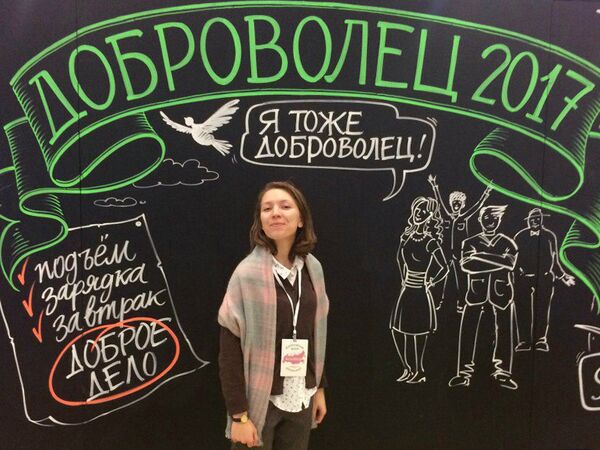 ДОБРОВОЛЕЦ 2017
Я ТОЖЕ
ДОБРОВОЛЕЦ!
ПОДЪЁМ
ЗАРЯДКА
ЗАВТРАК
ДОБРОЕ
ДЕЛО